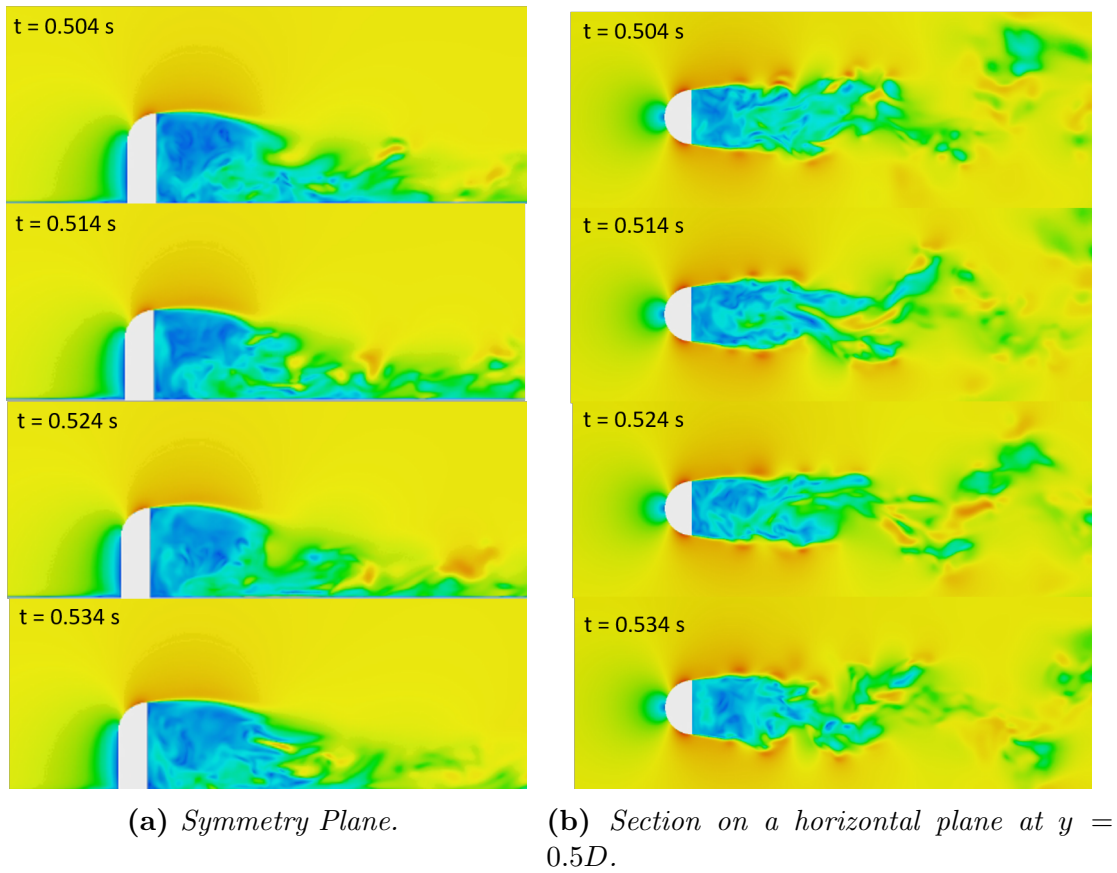 t = 0.504 s
t = 0.514 s
t = 0.524 s
t = 0.534 s
(a) Symmetry Plane.
t = 0.504 s
t = 0.514 s
t = 0.524 s
t = 0.534 s
(b) Section on a horizontal plane at y =
0.5D.